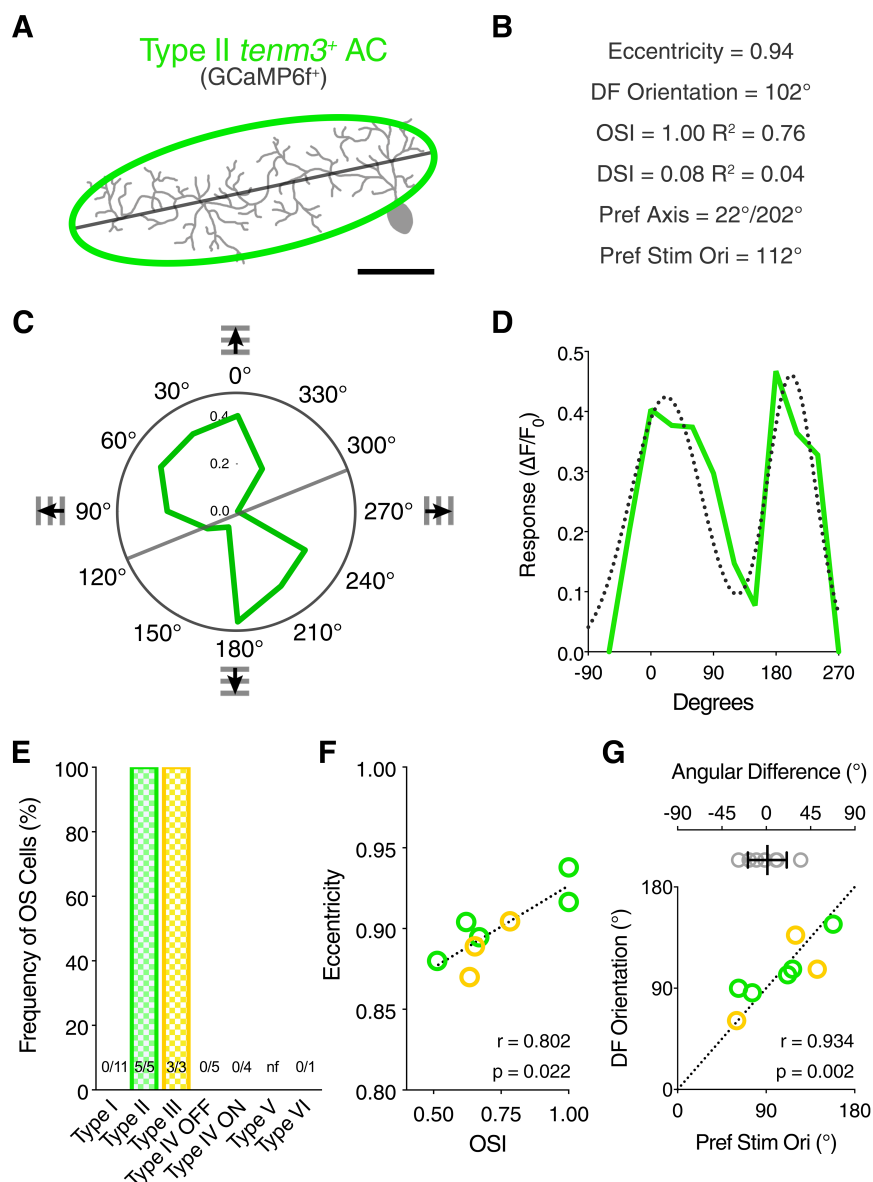 A
Type II tenm3+ AC
(GCaMP6f+)
B
Eccentricity = 0.94
DF Orientation = 102°
OSI = 1.00 R² = 0.76
DSI = 0.08 R² = 0.04
Pref Axis = 22°/202°
Pref Stim Ori = 112°
C
0°
30°
330°
60°
300°
90°
270°
120°
240°
150°
210°
180°
0.4
0.2
0.0
D
Response (ΔF/F0)
0.5
0.4
0.3
0.2
0.1
0.0
-90
0
90
180
270
Degrees
E
Frequency of OS Cells (%)
100
80
60
40
20
0
0/11
5/5
3/3
0/5
0/4
nf
0/1
Type I
Type II
Type III
Type IV OFF
Type IV ON
Type V
Type VI
F
Eccentricity
1.00
0.95
0.90
0.85
0.80
r = 0.802
p = 0.022
0.50
0.75
1.00
OSI
G
Angular Difference (°)
-90
-45
0
45
90
DF Orientation (°)
180
90
0
r = 0.934
p = 0.002
0
90
180
Pref Stim Ori (°)